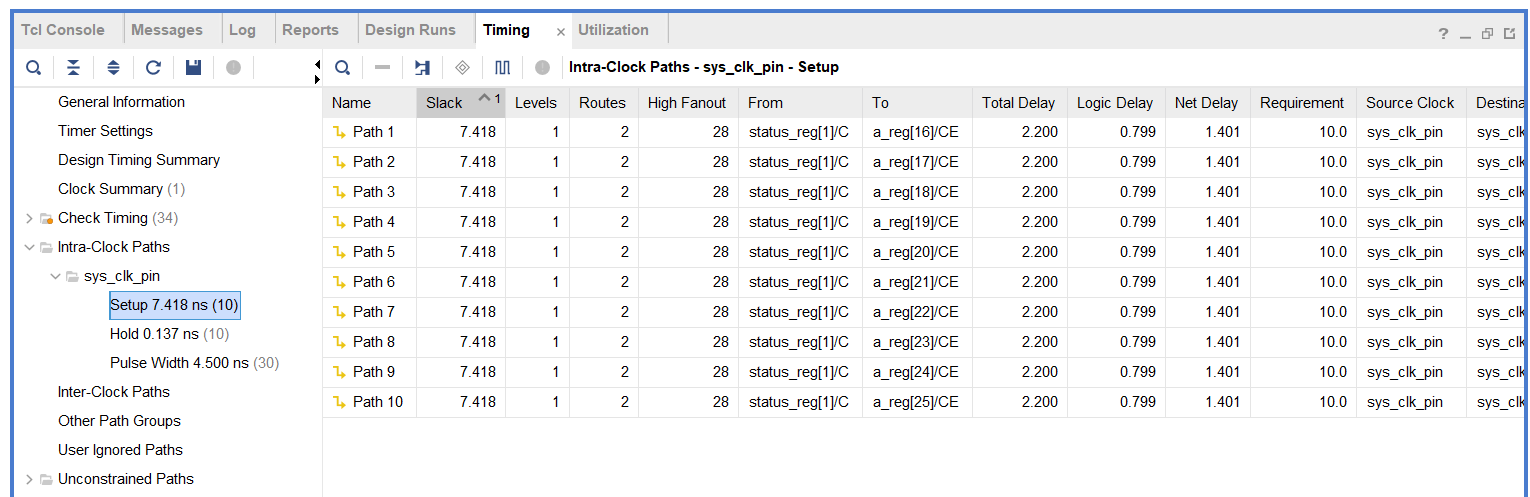 Tcl Console Messages Log Reports Design Runs Timing × Utilization ? _
Intra-Clock Paths - sys_clk_pin - Setup
General Information
Timer Settings
Design Timing Summary
Clock Summary (1)
Check Timing (34)
Intra-Clock Paths
sys_clk_pin
Setup 7.418 ns (10)
Hold 0.137 ns (10)
Pulse Width 4.500 ns (30)
Inter-Clock Paths
Other Path Groups
User Ignored Paths
Unconstrained Paths
Name Slack ^1 Levels Routes High Fanout From To Total Delay Logic Delay Net Delay Requirement Source Clock Destina
Path 1 7.418 1 2 28 status_reg[1]/C a_reg[16]/CE 2.200 0.799 1.401 10.0 sys_clk_pin sys_clk
Path 2 7.418 1 2 28 status_reg[1]/C a_reg[17]/CE 2.200 0.799 1.401 10.0 sys_clk_pin sys_clk
Path 3 7.418 1 2 28 status_reg[1]/C a_reg[18]/CE 2.200 0.799 1.401 10.0 sys_clk_pin sys_clk
Path 4 7.418 1 2 28 status_reg[1]/C a_reg[19]/CE 2.200 0.799 1.401 10.0 sys_clk_pin sys_clk
Path 5 7.418 1 2 28 status_reg[1]/C a_reg[20]/CE 2.200 0.799 1.401 10.0 sys_clk_pin sys_clk
Path 6 7.418 1 2 28 status_reg[1]/C a_reg[21]/CE 2.200 0.799 1.401 10.0 sys_clk_pin sys_clk
Path 7 7.418 1 2 28 status_reg[1]/C a_reg[22]/CE 2.200 0.799 1.401 10.0 sys_clk_pin sys_clk
Path 8 7.418 1 2 28 status_reg[1]/C a_reg[23]/CE 2.200 0.799 1.401 10.0 sys_clk_pin sys_clk
Path 9 7.418 1 2 28 status_reg[1]/C a_reg[24]/CE 2.200 0.799 1.401 10.0 sys_clk_pin sys_clk
Path 10 7.418 1 2 28 status_reg[1]/C a_reg[25]/CE 2.200 0.799 1.401 10.0 sys_clk_pin sys_clk